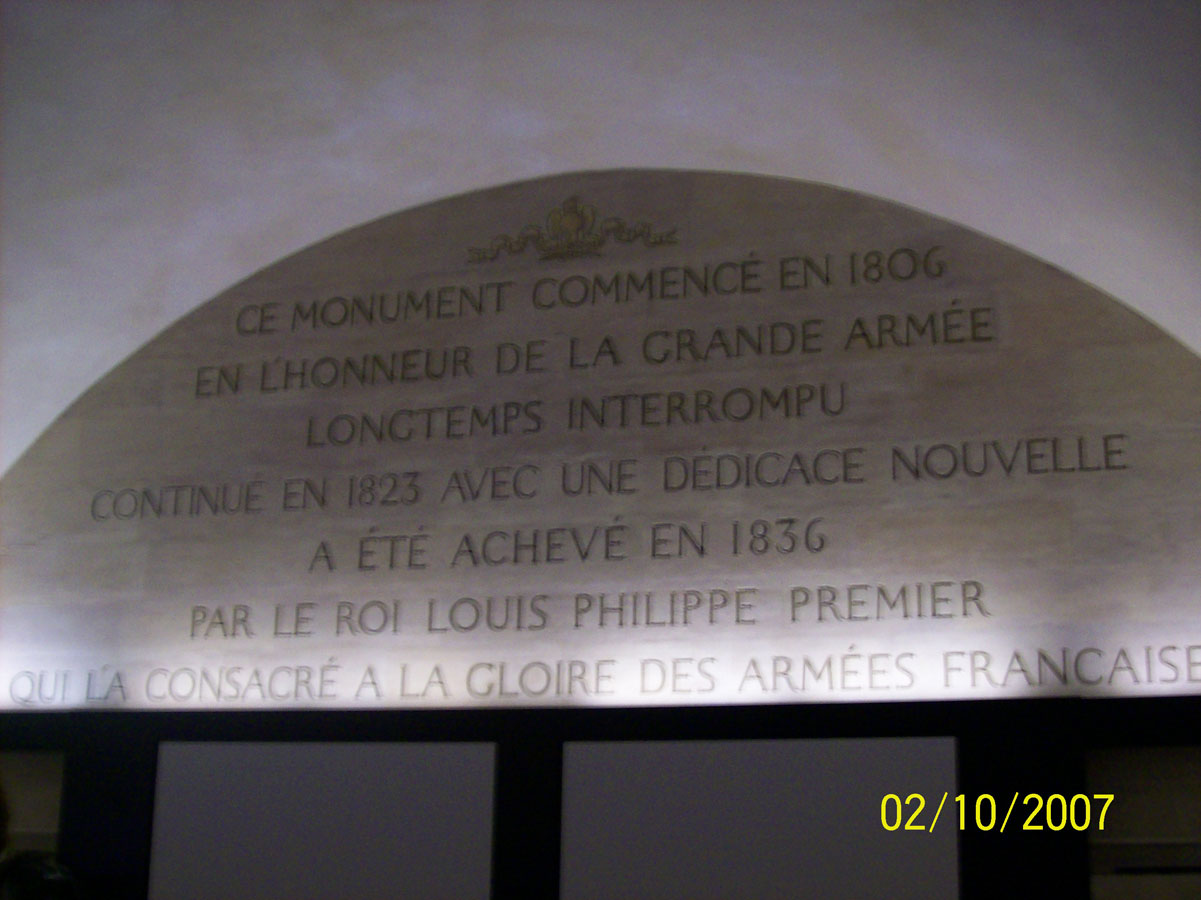 CE MONUMENT COMMENCÉ EN 1806
EN L'HONNEUR DE LA GRANDE ARMÉE
LONGTEMPS INTERROMPU
CONTINUÉ EN 1823 AVEC UNE DÉDICACE NOUVELLE
A ÉTÉ ACHEVÉ EN 1836
PAR LE ROI LOUIS PHILIPPE PREMIER
QUI L'A CONSACRÉ A LA GLOIRE DES ARMÉES FRANCAISE
02/10/2007